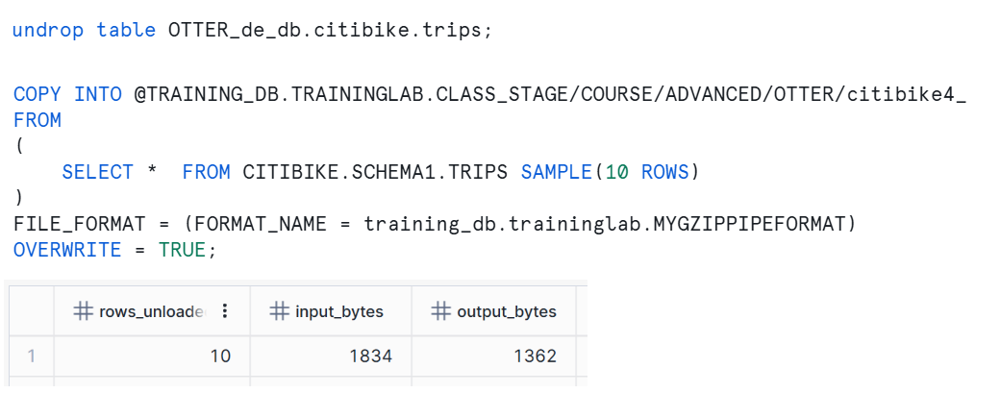 undrop table OTTER_de_db.citibike.trips;
COPY INTO @TRAINING_DB.TRAININGLAB.CLASS_STAGE/COURSE/ADVANCED/OTTER/citibike4_
FROM
(
SELECT * FROM CITIBIKE.SCHEMA1.TRIPS SAMPLE(10 ROWS)
)
FILE_FORMAT = (FORMAT_NAME = training_db.traininglab.MYGZIPPIPEFORMAT)
OVERWRITE = TRUE;
# rows_unloade # input_bytes # output_bytes
1 10 1834 1362